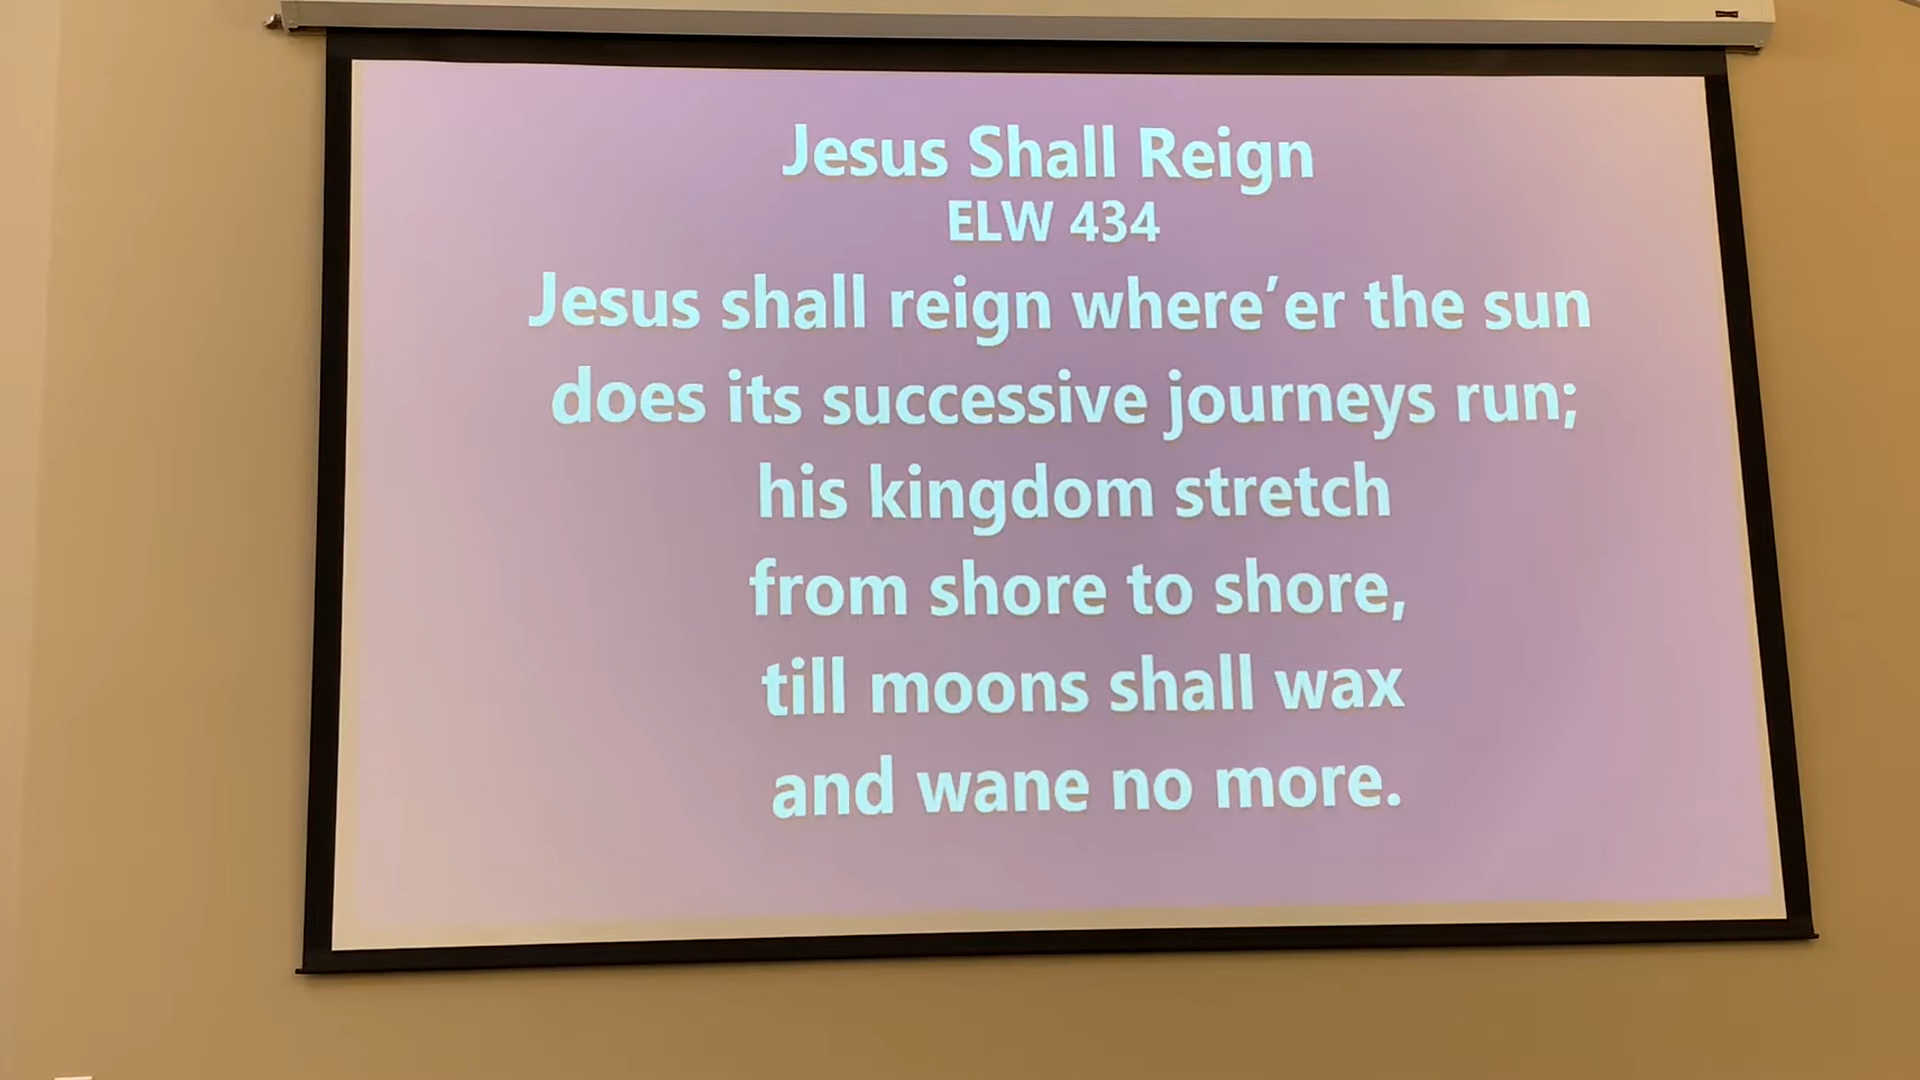 Jesus Shall Reign
ELW 434
Jesus shall reign where’er the sun
does its successive journeys run;
his kingdom stretch
from shore to shore,
till moons shall wax
and wane no more.